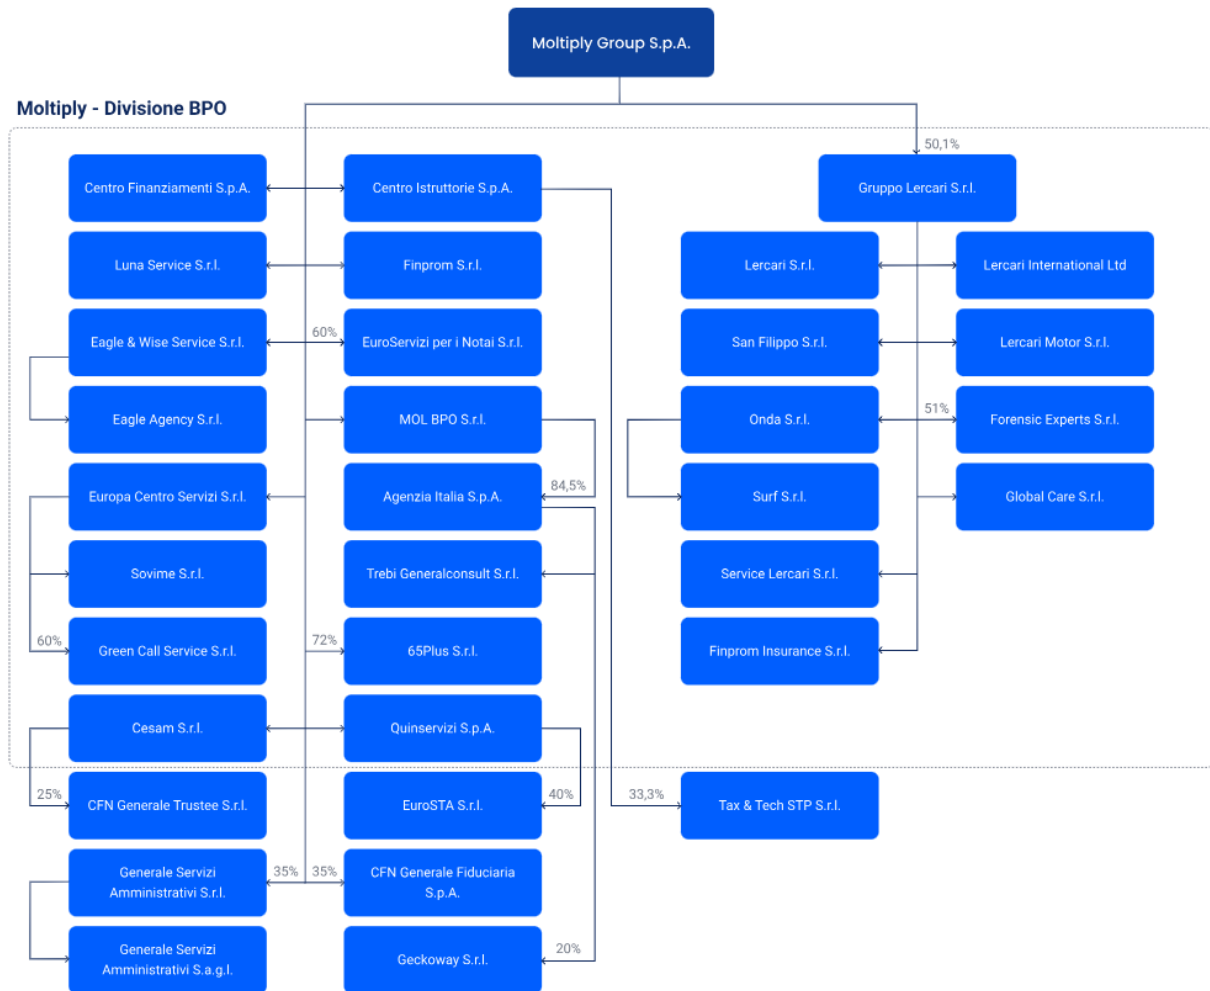 Moltiply Group S.p.A.
Moltiply - Divisione BPO
50,1%
Centro Finanziamenti S.p.A.
Centro Istruttorie S.p.A.
Gruppo Lercari S.r.l.
Luna Service S.r.l.
Finprom S.r.l.
Lercari S.r.l.
Lercari International Ltd
Eagle & Wise Service S.r.l.
60%
EuroServizi per i Notai S.r.l.
San Filippo S.r.l.
Lercari Motor S.r.l.
Eagle Agency S.r.l.
MOL BPO S.r.l.
Onda S.r.l.
51%
Forensic Experts S.r.l.
Europa Centro Servizi S.r.l.
Agenzia Italia S.p.A.
84,5%
Surf S.r.l.
Global Care S.r.l.
Sovime S.r.l.
Trebi Generalconsult S.r.l.
Service Lercari S.r.l.
60%
Green Call Service S.r.l.
72%
65Plus S.r.l.
Finprom Insurance S.r.l.
Cesam S.r.l.
Quinservizi S.p.A.
25%
CFN Generale Trustee S.r.l.
EuroSTA S.r.l.
40%
33,3%
Tax & Tech STP S.r.l.
Generale Servizi
Amministrativi S.r.l.
35%
35%
CFN Generale Fiduciaria
S.p.A.
Generale Servizi
Amministrativi S.a.g.l.
Geckoway S.r.l.
20%